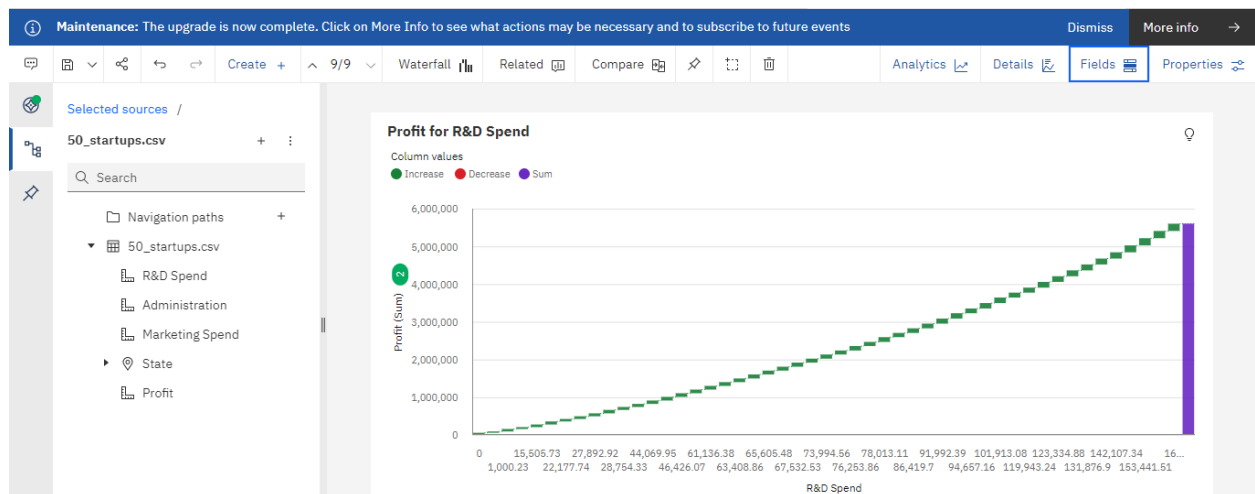 Maintenance: The upgrade is now complete. Click on More Info to see what actions may be necessary and to subscribe to future events
Dismiss
More info
Create
9/9
Waterfall
Related
Compare
Analytics
Details
Fields
Properties
Selected sources /
50_startups.csv
Search
Navigation paths
50_startups.csv
R&D Spend
Administration
Marketing Spend
State
Profit
Profit for R&D Spend
Column values
Increase Decrease Sum
6,000,000
5,000,000
4,000,000
3,000,000
2,000,000
1,000,000
0
2
Profit (Sum)
0 15,505.73 27,892.92 44,069.95 61,136.38 65,605.48 73,994.56 78,013.11 91,992.39 101,913.08 123,334.88 142,107.34 16...
1,000.23 22,177.74 28,754.33 46,426.07 63,408.86 67,532.53 76,253.86 86,419.7 94,657.16 119,943.24 131,876.9 153,441.51
R&D Spend